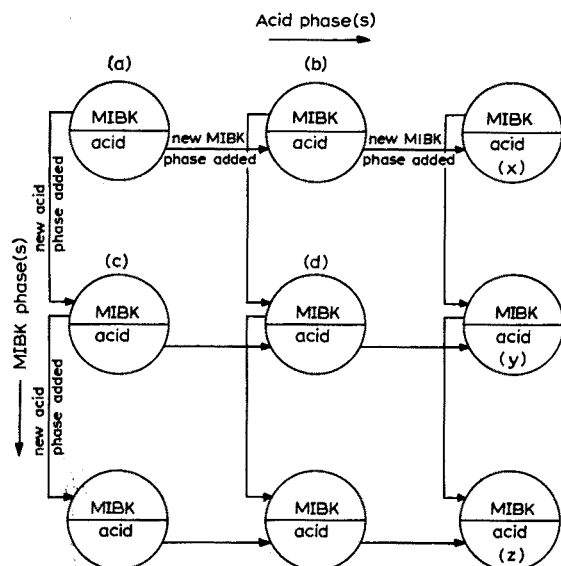 Acid phase(s)
(a)
(b)
MIBK
acid
new MIBK
phase added
MIBK
acid
new MIBK
phase added
MIBK
acid
(x)
new acid
phase added
MIBK phase(s)
(c)
(d)
MIBK
acid
MIBK
acid
MIBK
acid
(y)
new acid
phase added
MIBK
acid
MIBK
acid
MIBK
acid
(z)